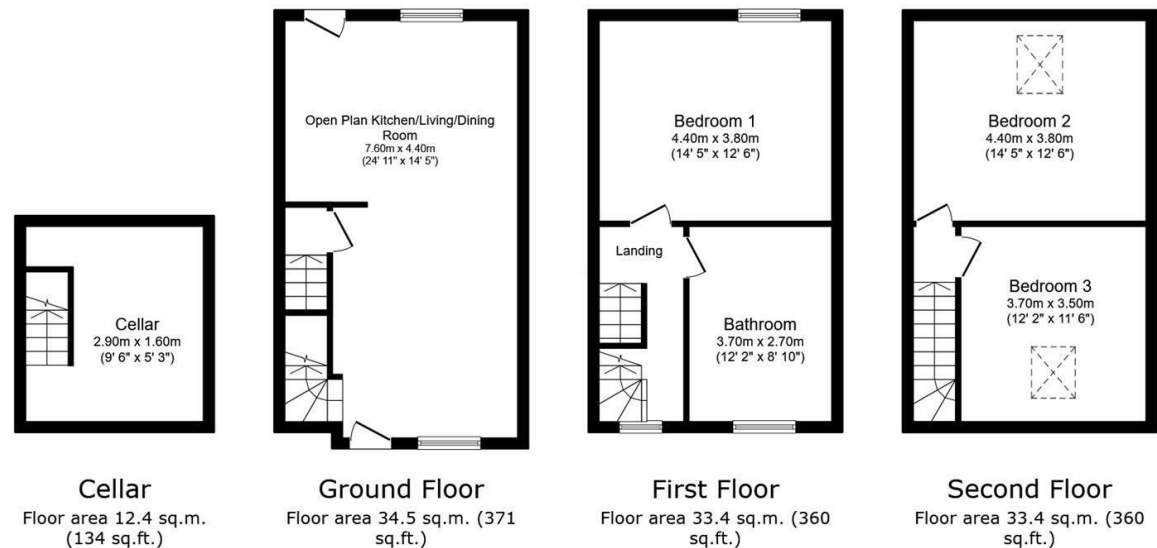 Cellar
2.90m x 1.60m
(9' 6" x 5' 3")
Cellar
Floor area 12.4 sq.m.
(134 sq.ft.)
Open Plan Kitchen/Living/Dining
Room
7.60m x 4.40m
(24' 11" x 14' 5")
Ground Floor
Floor area 34.5 sq.m. (371
sq.ft.)
Bedroom 1
4.40m x 3.80m
(14' 5" x 12' 6")
Landing
Bathroom
3.70m x 2.70m
(12' 2" x 8' 10")
First Floor
Floor area 33.4 sq.m. (360
sq.ft.)
Bedroom 2
4.40m x 3.80m
(14' 5" x 12' 6")
Bedroom 3
3.70m x 3.50m
(12' 2" x 11' 6")
Second Floor
Floor area 33.4 sq.m. (360
sq.ft.)